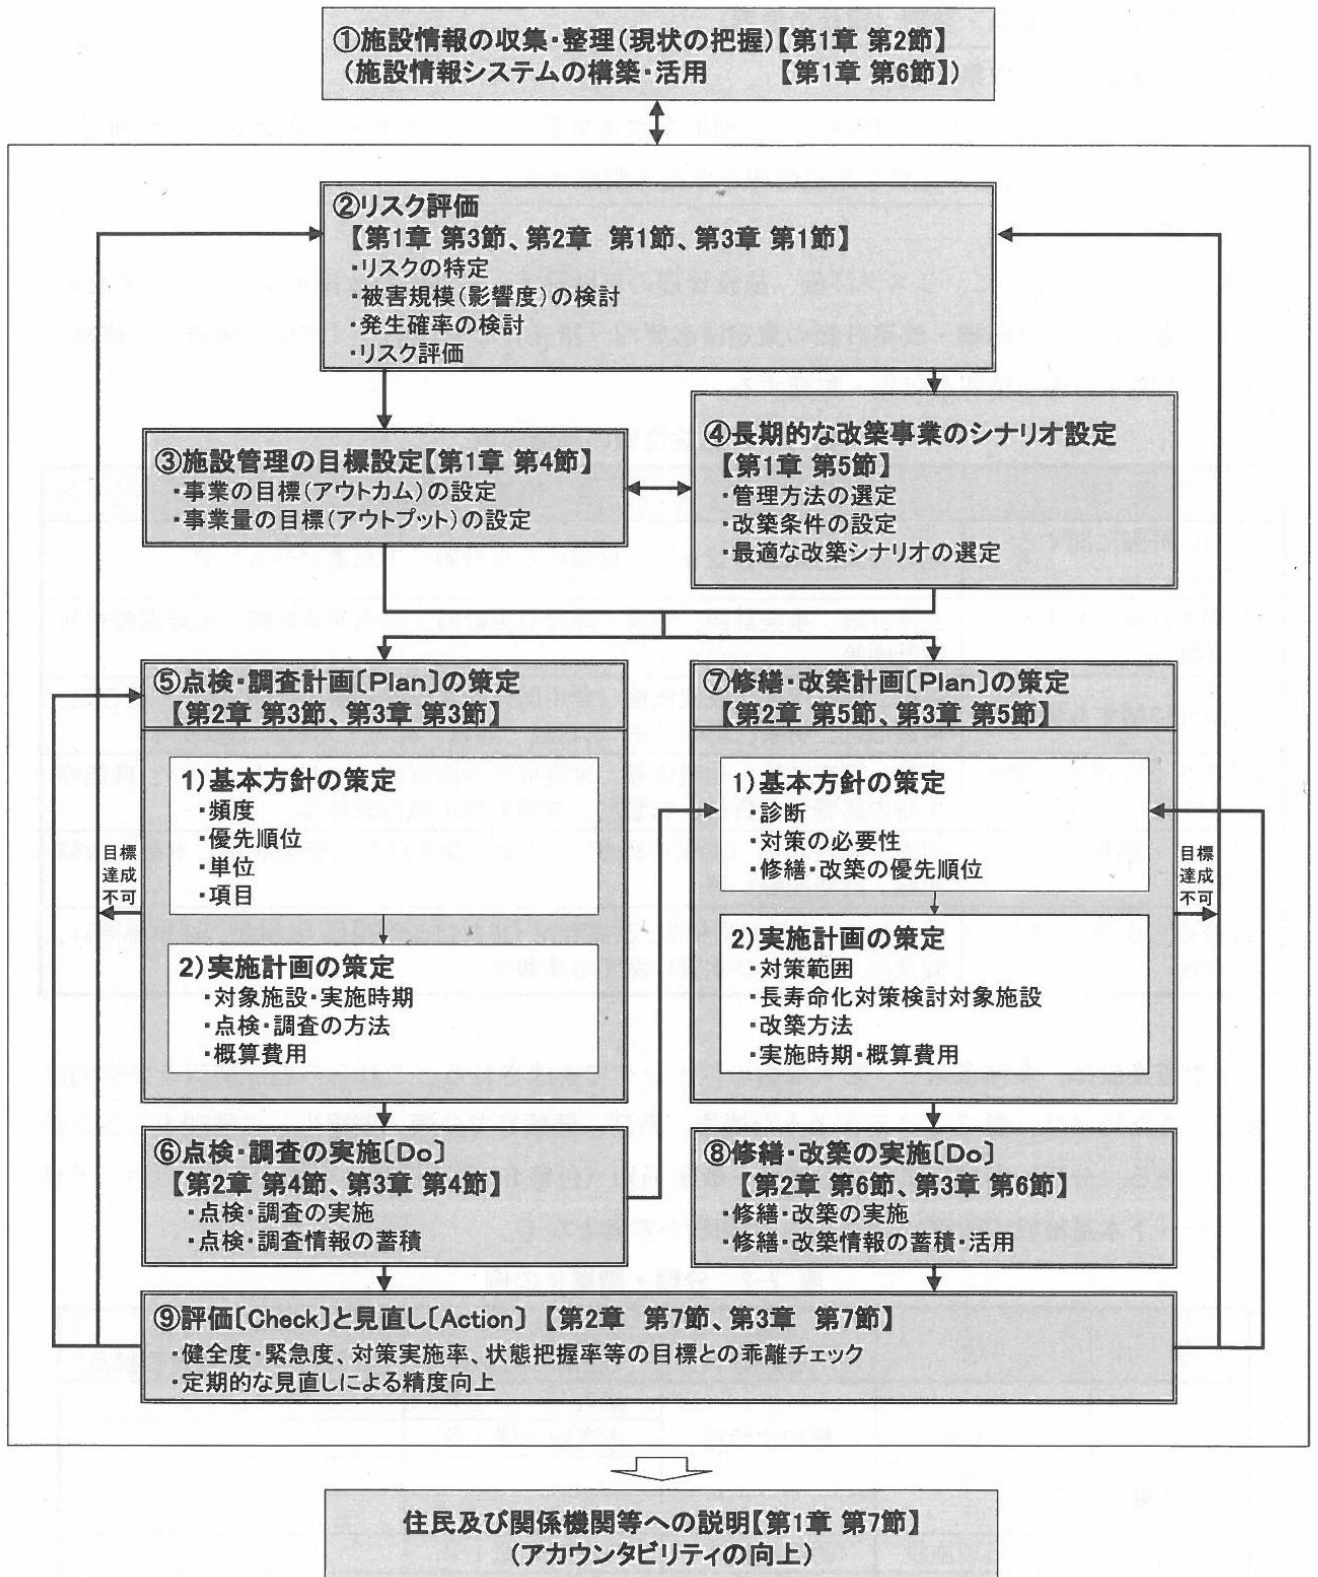 ①施設情報の収集・整理(現状の把握)【第1章 第2節】
(施設情報システムの構築・活用 【第1章 第6節】)
②リスク評価
【第1章 第3節、第2章 第1節、第3章 第1節】
・リスクの特定
・被害規模(影響度)の検討
・発生確率の検討
・リスク評価
③施設管理の目標設定【第1章 第4節】
・事業の目標(アウトカム)の設定
・事業量の目標(アウトプット)の設定
④長期的な改築事業のシナリオ設定
【第1章 第5節】
・管理方法の選定
・改築条件の設定
・最適な改築シナリオの選定
⑤点検・調査計画〔Plan〕の策定
【第2章 第3節、第3章 第3節】
1)基本方針の策定
・頻度
・優先順位
・単位
・項目
2)実施計画の策定
・対象施設・実施時期
・点検・調査の方法
・概算費用
目標
達成
不可
⑦修繕・改築計画〔Plan〕の策定
【第2章 第5節、第3章 第5節】
1)基本方針の策定
・診断
・対策の必要性
・修繕・改築の優先順位
2)実施計画の策定
・対策範囲
・長寿命化対策検討対象施設
・改築方法
・実施時期・概算費用
目標
達成
不可
⑥点検・調査の実施〔Do〕
【第2章 第4節、第3章 第4節】
・点検・調査の実施
・点検・調査情報の蓄積
⑧修繕・改築の実施〔Do〕
【第2章 第6節、第3章 第6節】
・修繕・改築の実施
・修繕・改築情報の蓄積・活用
⑨評価〔Check〕と見直し〔Action〕 【第2章 第7節、第3章 第7節】
・健全度・緊急度、対策実施率、状態把握率等の目標との乖離チェック
・定期的な見直しによる精度向上
住民及び関係機関等への説明【第1章 第7節】
(アカウンタビリティの向上)